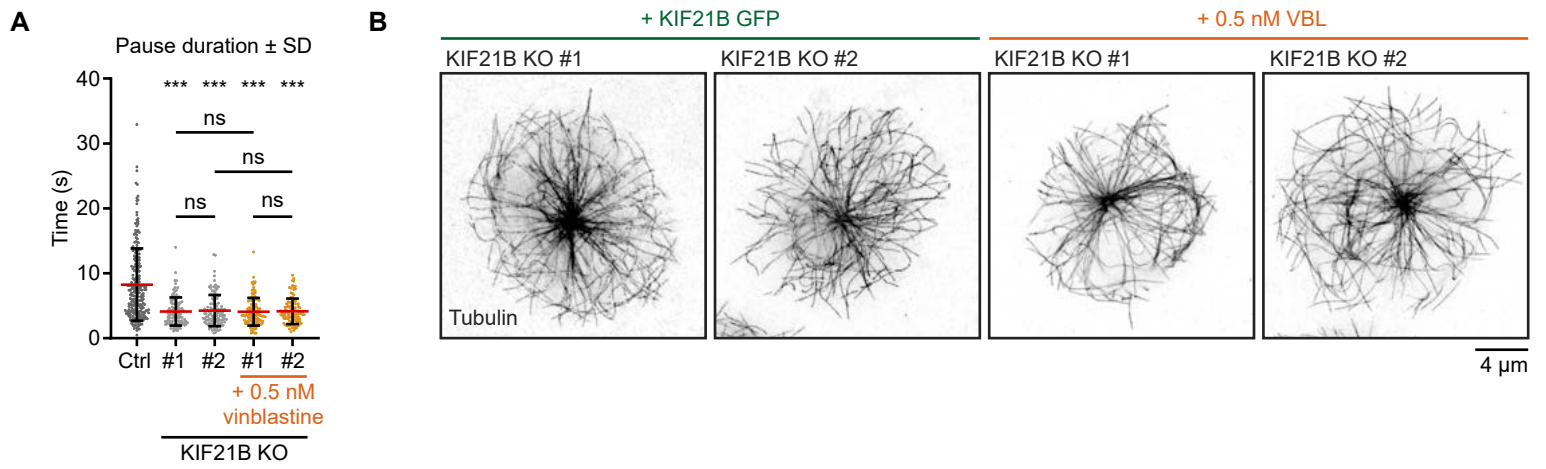 A
Pause duration ± SD
Time (s)
40
30
20
10
0
*** *** *** ***
ns
ns
ns ns
Ctrl #1 #2 #1 #2
+ 0.5 nM
vinblastine
KIF21B KO
B
+ KIF21B GFP
+ 0.5 nM VBL
KIF21B KO #1
KIF21B KO #2
KIF21B KO #1
KIF21B KO #2
Tubulin
4 µm